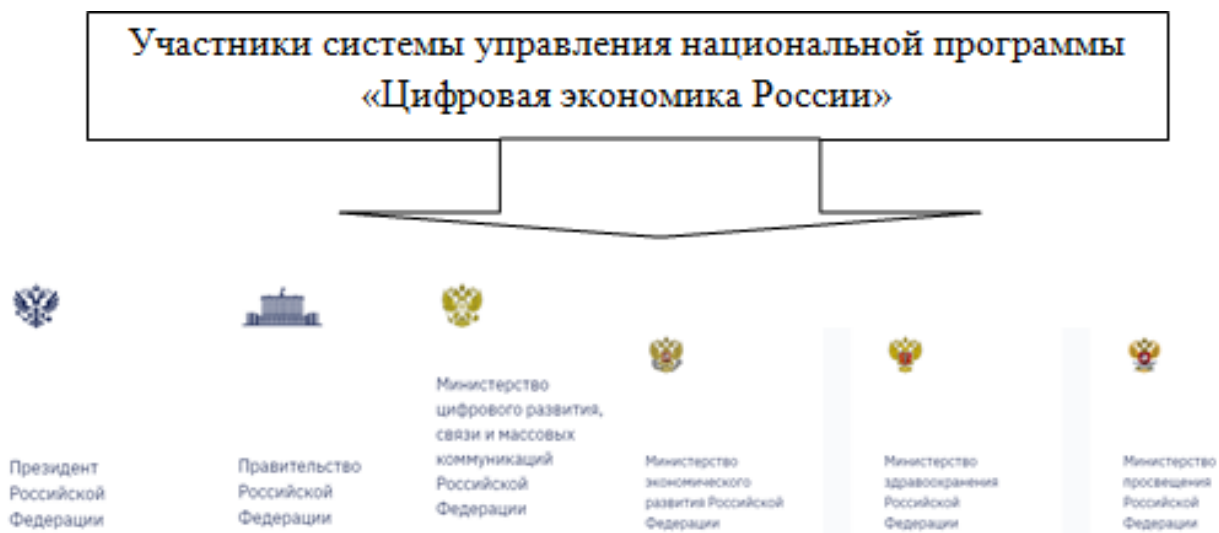 Участники системы управления национальной программы
«Цифровая экономика России»
Президент
Российской
Федерации
Правительство
Российской
Федерации
Министерство
цифрового развития,
связи и массовых
коммуникаций
Российской
Федерации
Министерство
экономического
развития Российской
Федерации
Министерство
здравоохранения
Российской
Федерации
Министерство
просвещения
Российской
Федерации